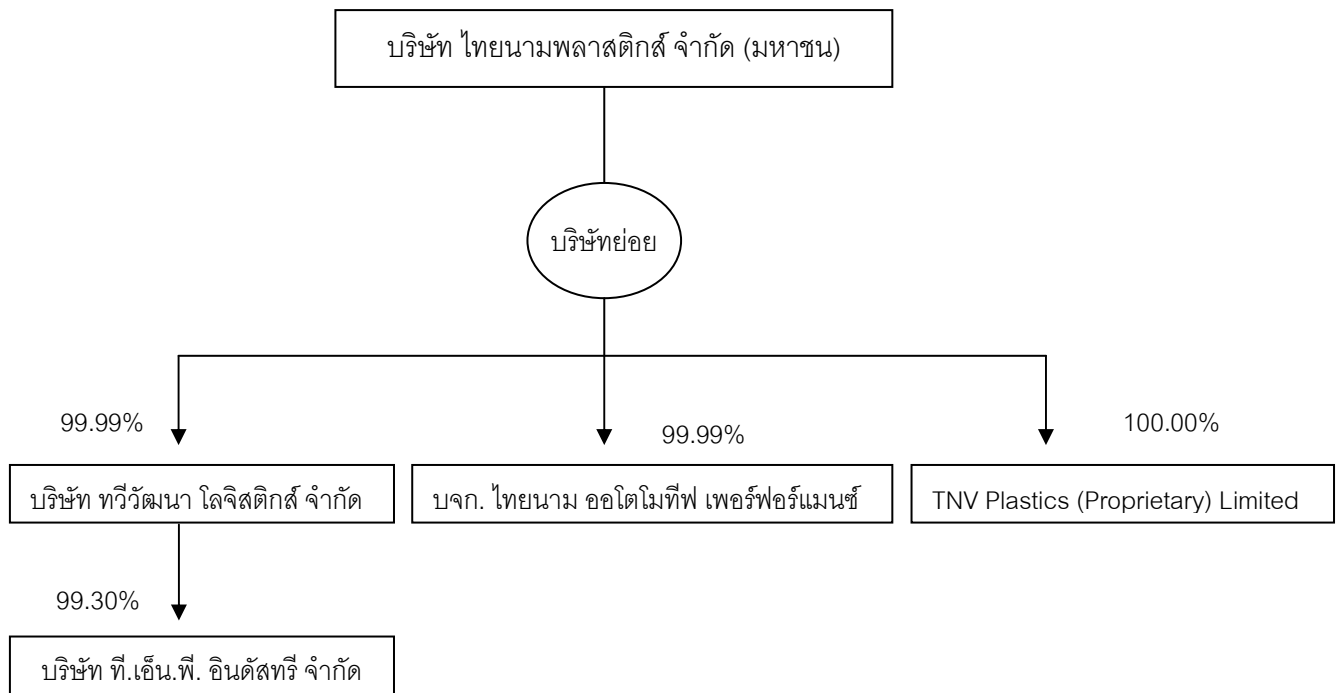 บริษัท ไทยนามพลาสติกส์ จำกัด (มหาชน)
บริษัทย่อย
99.99%
99.99%
100.00%
บริษัท ทวีวัฒนา โลจิสติกส์ จำกัด
บจก. ไทยนาม ออโตโมทีฟ เพอร์ฟอร์แมนซ์
TNV Plastics (Proprietary) Limited
99.30%
บริษัท ที.เอ็น.พี. อินดัสทรี จำกัด